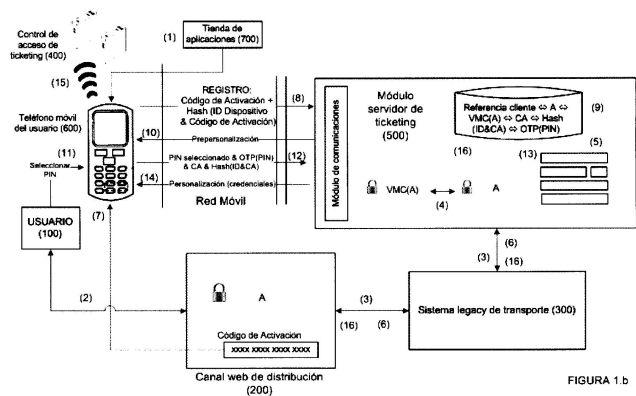 Control de
acceso de
ticketing (400)
(1)
Tienda de
aplicaciones (700)
(15)
Teléfono móvil
del usuario (600)
REGISTRO:
Código de Activación +
Hash (ID Dispositivo
& Código de Activación)
(8)
(10)
Prepersonalización
(11)
Seleccionar
PIN
PIN seleccionado & OTP(PIN)
& CA & Hash(ID&CA)
(12)
(14)
Personalización (credenciales)
(7)
Red Móvil
USUARIO
(100)
Módulo de comunicaciones
Módulo
servidor de
ticketing
(500)
Referencia cliente ⇔ A ⇔
VMC(A) ⇔ CA ⇔ Hash
(ID&CA) ⇔ OTP(PIN)
(9)
(16)
(13)
(5)
VMC(A)
(4)
A
(6)
(3)
(16)
(2)
A
Código de Activación
xxxx xxxx xxxx xxxx
Canal web de distribución
(200)
(3)
(16)
(6)
Sistema legacy de transporte (300)
FIGURA 1.b